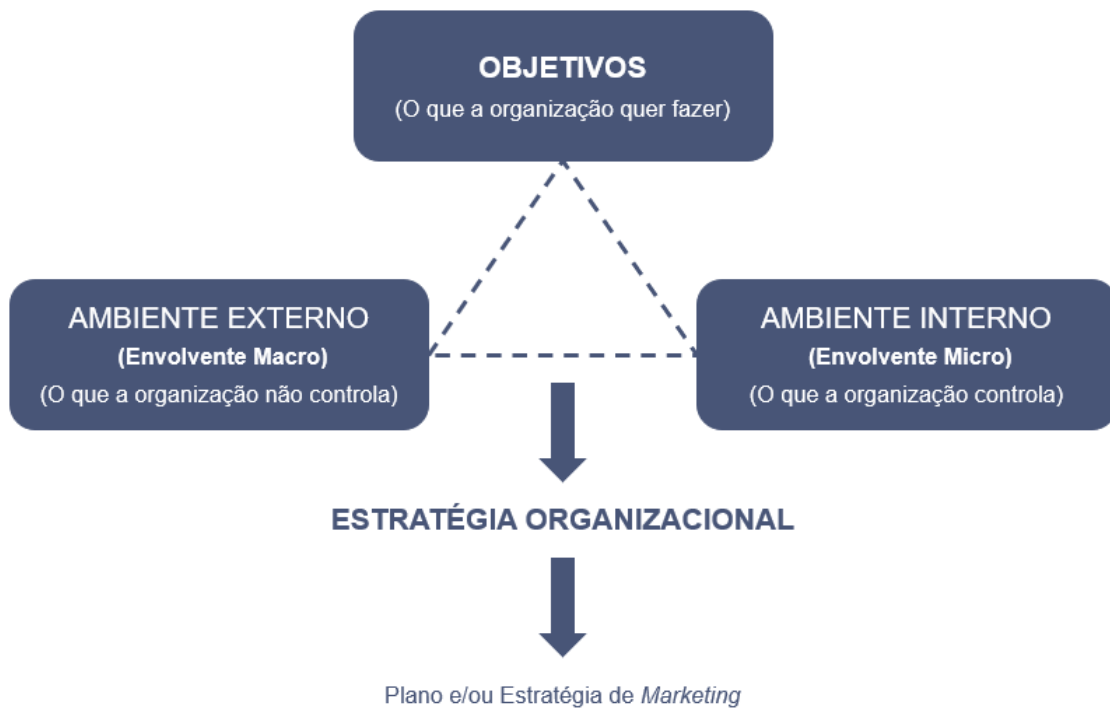 OBJETIVOS
(O que a organização quer fazer)
AMBIENTE EXTERNO
(Envolvente Macro)
(O que a organização não controla)
AMBIENTE INTERNO
(Envolvente Micro)
(O que a organização controla)
ESTRATÉGIA ORGANIZACIONAL
Plano e/ou Estratégia de Marketing